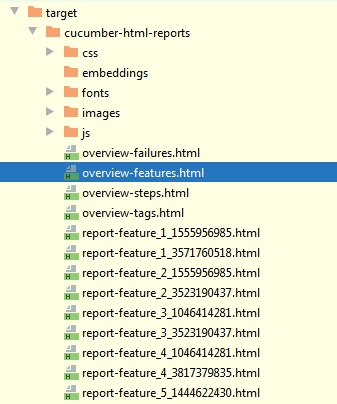 target
cucumber-html-reports
css
embeddings
fonts
images
js
overview-failures.html
overview-features.html
overview-steps.html
overview-tags.html
report-feature_1_1555956985.html
report-feature_1_3571760518.html
report-feature_2_1555956985.html
report-feature_2_3523190437.html
report-feature_3_1046414281.html
report-feature_3_3523190437.html
report-feature_4_1046414281.html
report-feature_4_3817379835.html
report-feature_5_1444622430.html